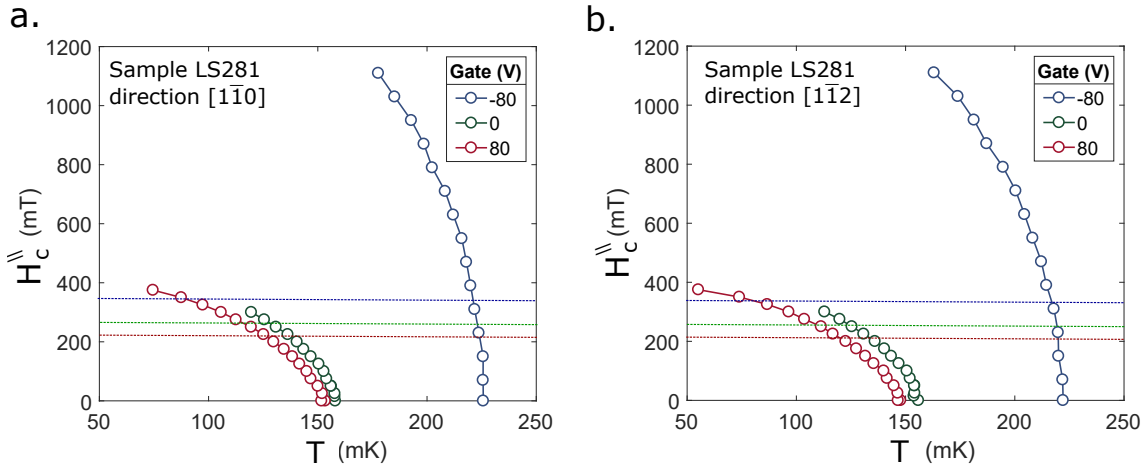 a.
Sample LS281
direction [11̅0]
Gate (V)
-80
0
80
1200
1000
800
600
400
200
0
H_c^\\ (mT)
50
100
150
200
250
T (mK)
b.
Sample LS281
direction [11̅2]
Gate (V)
-80
0
80
1200
1000
800
600
400
200
0
H_c^\\ (mT)
50
100
150
200
250
T (mK)